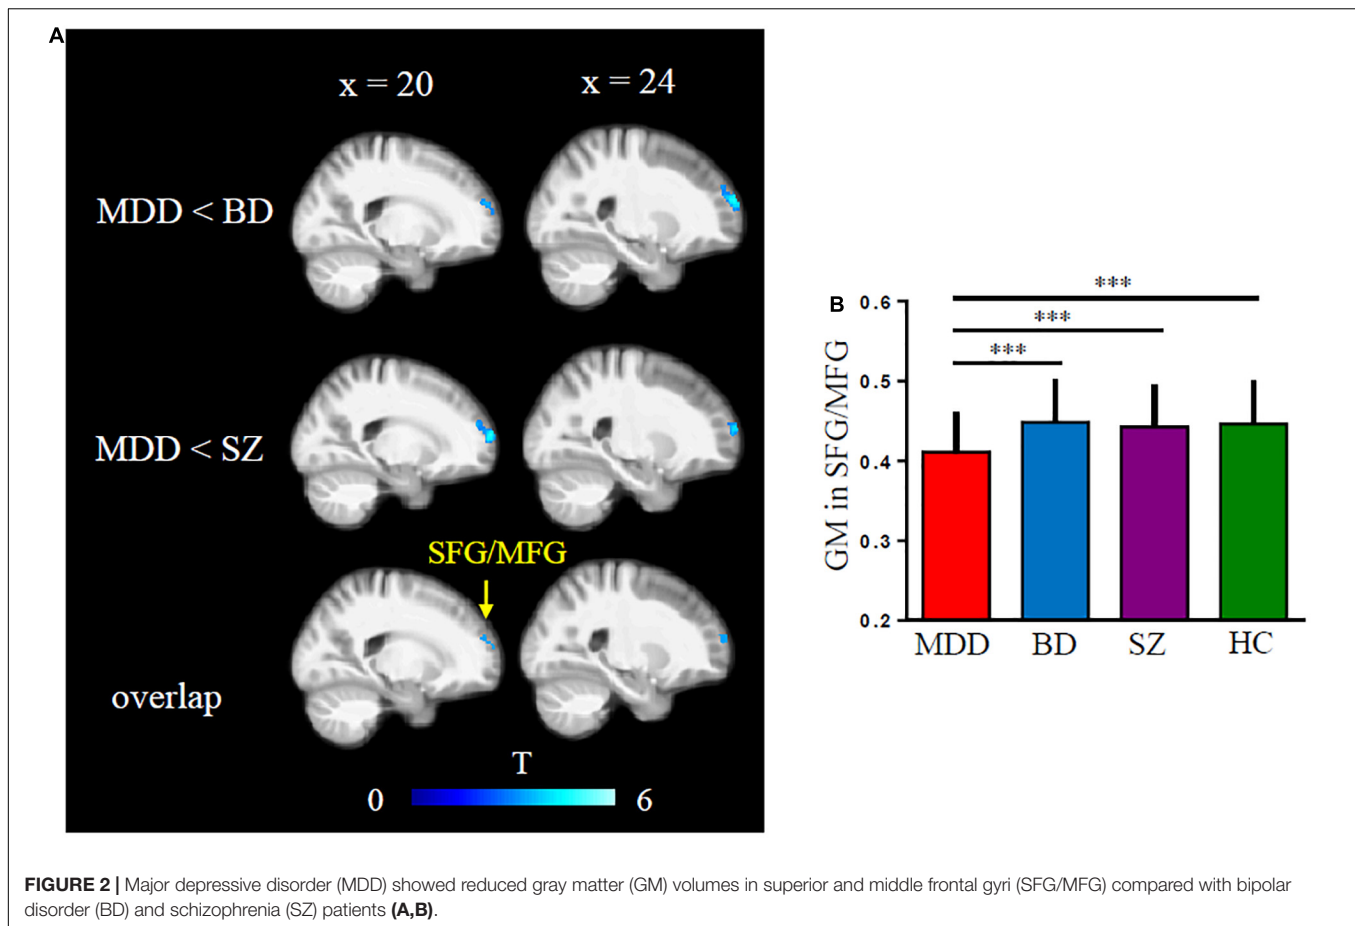 A
x = 20
x = 24
MDD < BD
MDD < SZ
SFG/MFG
overlap
T
0
6
B
***
***
***
0.6
0.5
0.4
0.3
0.2
GM in SFG/MFG
MDD
BD
SZ
HC
FIGURE 2 | Major depressive disorder (MDD) showed reduced gray matter (GM) volumes in superior and middle frontal gyri (SFG/MFG) compared with bipolar
disorder (BD) and schizophrenia (SZ) patients (A,B).